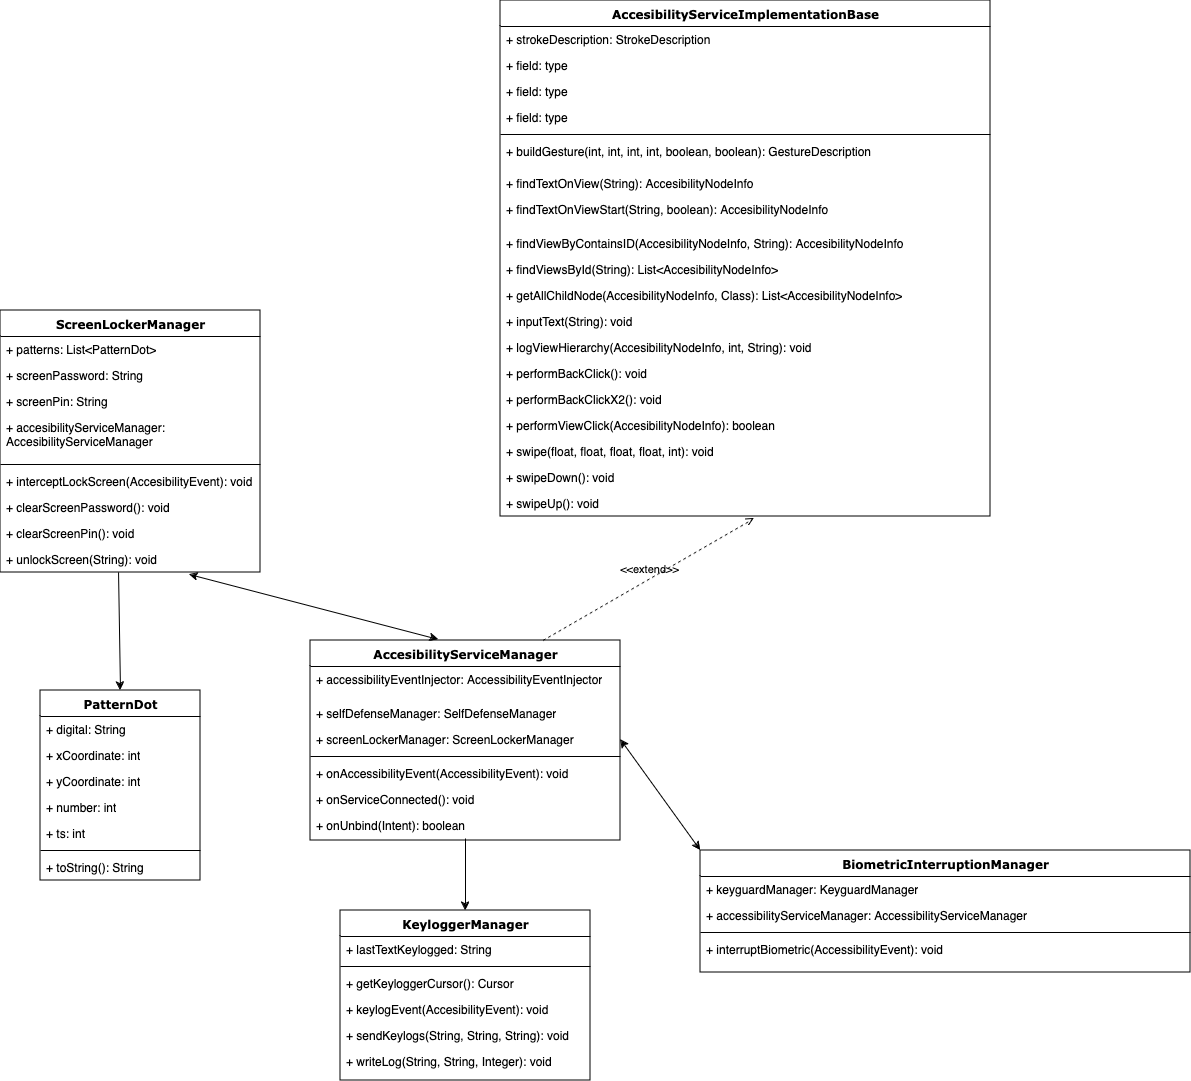 AccesibilityServiceImplementationBase
+ strokeDescription: StrokeDescription
+ field: type
+ field: type
+ field: type
+ buildGesture(int, int, int, int, boolean, boolean): GestureDescription
+ findTextOnView(String): AccesibilityNodeInfo
+ findTextOnViewStart(String, boolean): AccesibilityNodeInfo
+ findViewByContainsID(AccesibilityNodeInfo, String): AccesibilityNodeInfo
+ findViewsById(String): List<AccesibilityNodeInfo>
+ getAllChildNode(AccesibilityNodeInfo, Class): List<AccesibilityNodeInfo>
+ inputText(String): void
+ logViewHierarchy(AccesibilityNodeInfo, int, String): void
+ performBackClick(): void
+ performBackClickX2(): void
+ performViewClick(AccesibilityNodeInfo): boolean
+ swipe(float, float, float, float, int): void
+ swipeDown(): void
+ swipeUp(): void
ScreenLockerManager
+ patterns: List<PatternDot>
+ screenPassword: String
+ screenPin: String
+ accesibilityServiceManager:
AccesibilityServiceManager
+ interceptLockScreen(AccesibilityEvent): void
+ clearScreenPassword(): void
+ clearScreenPin(): void
+ unlockScreen(String): void
<<extend>>
AccesibilityServiceManager
+ accessibilityEventInjector: AccessibilityEventInjector
+ selfDefenseManager: SelfDefenseManager
+ screenLockerManager: ScreenLockerManager
+ onAccessibilityEvent(AccessibilityEvent): void
+ onServiceConnected(): void
+ onUnbind(Intent): boolean
PatternDot
+ digital: String
+ xCoordinate: int
+ yCoordinate: int
+ number: int
+ ts: int
+ toString(): String
BiometricInterruptionManager
+ keyguardManager: KeyguardManager
+ accessibilityServiceManager: AccessibilityServiceManager
+ interruptBiometric(AccessibilityEvent): void
KeyloggerManager
+ lastTextKeylogged: String
+ getKeyloggerCursor(): Cursor
+ keylogEvent(AccesibilityEvent): void
+ sendKeylogs(String, String, String): void
+ writeLog(String, String, Integer): void